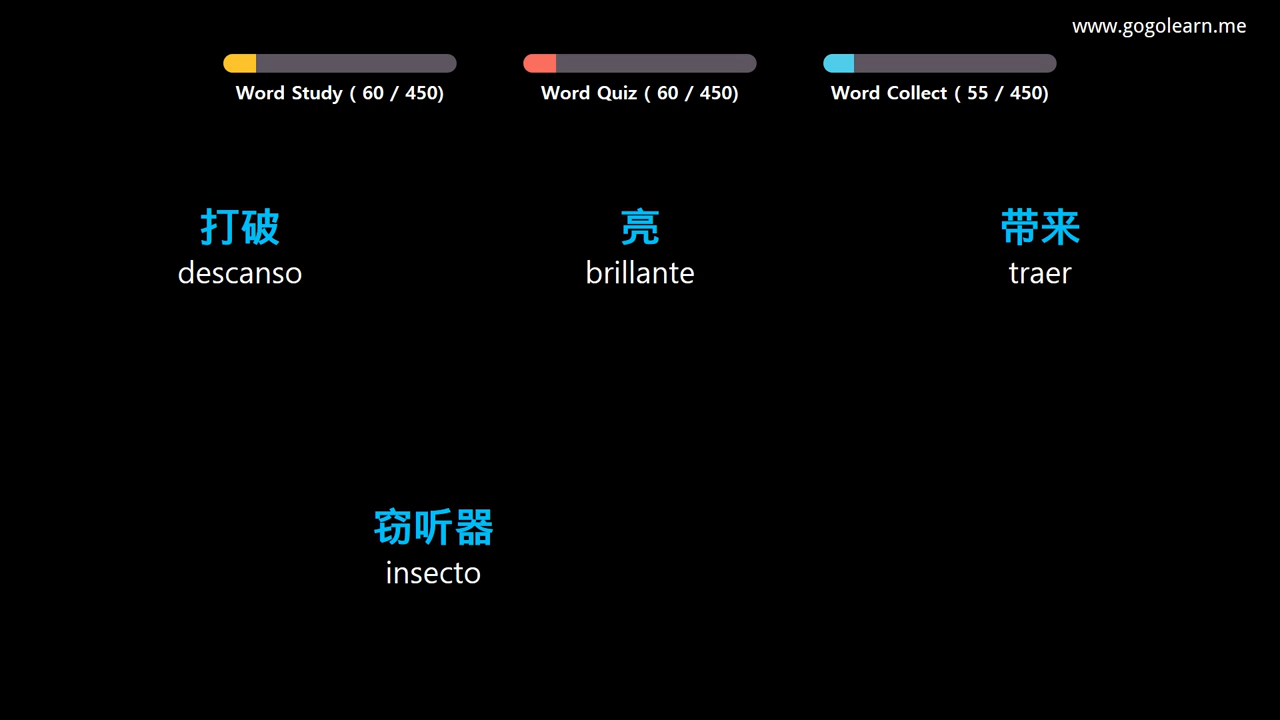 www.gogolearn.me
Word Study ( 60 / 450)
Word Quiz ( 60 / 450)
Word Collect ( 55 / 450)
打破
descanso
亮
brillante
带来
traer
窃听器
insecto